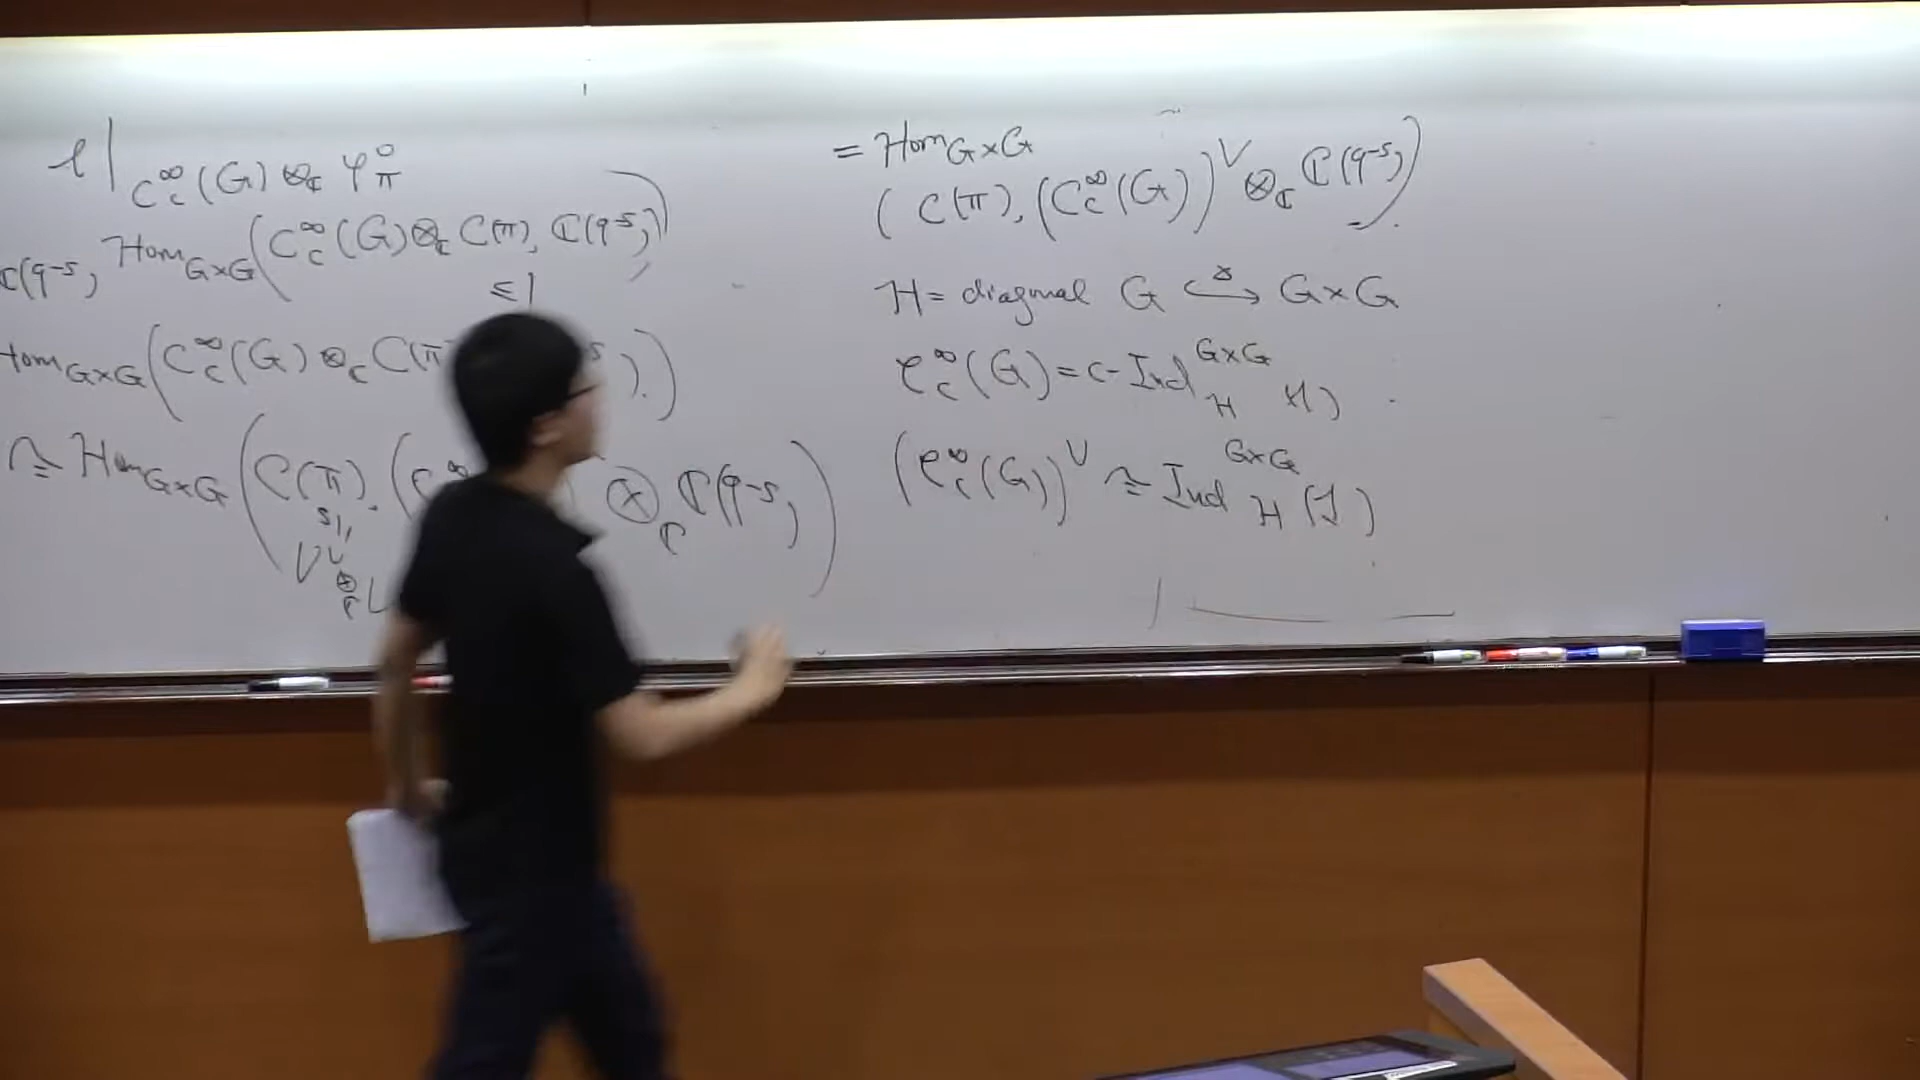 ℓ|_{C_c^∞(G) ⊗_ℂ φ_π^0}
ℂ(q^{-s}) Hom_{G×G}(C_c^∞(G) ⊗_ℂ C(π), ℂ(q^{-s}))
≤ 1
Hom_{G×G}(C_c^∞(G) ⊗_ℂ C(π)
≅ Hom_{G×G}(C(π), (C_c^∞ ⊗_ℂ ℂ(q^{-s}))
= Hom_{G×G}
(C(π), (C_c^∞(G))^∨ ⊗_ℂ ℂ(q^{-s})).
H = diagonal G ↪^Δ G×G
C_c^∞(G) = c-Ind_H^{G×G}(1)
(C_c^∞(G))^∨ ≅ Ind_H^{G×G}(1)